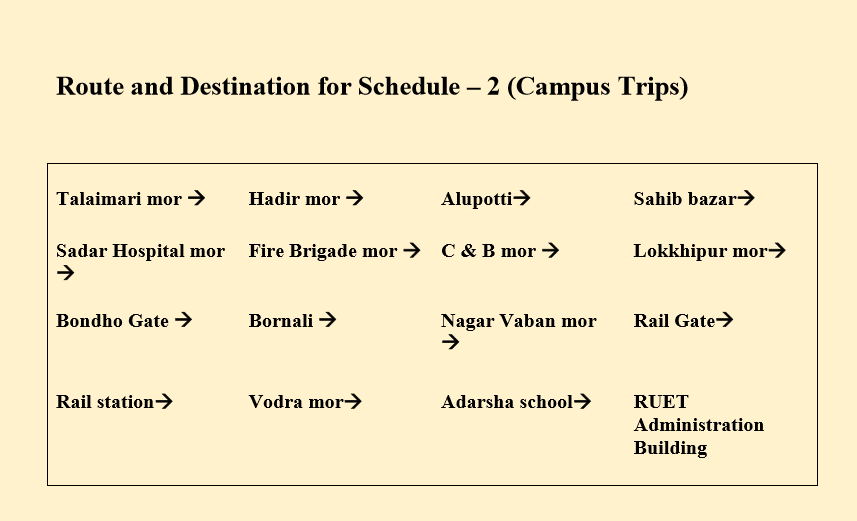 Route and Destination for Schedule – 2 (Campus Trips)
Talaimari mor → Hadir mor → Alupotti→ Sahib bazar→
Sadar Hospital mor → Fire Brigade mor → C & B mor → Lokkhipur mor→
Bondho Gate → Bornali → Nagar Vaban mor → Rail Gate→
Rail station→ Vodra mor→ Adarsha school→ RUET
Administration
Building